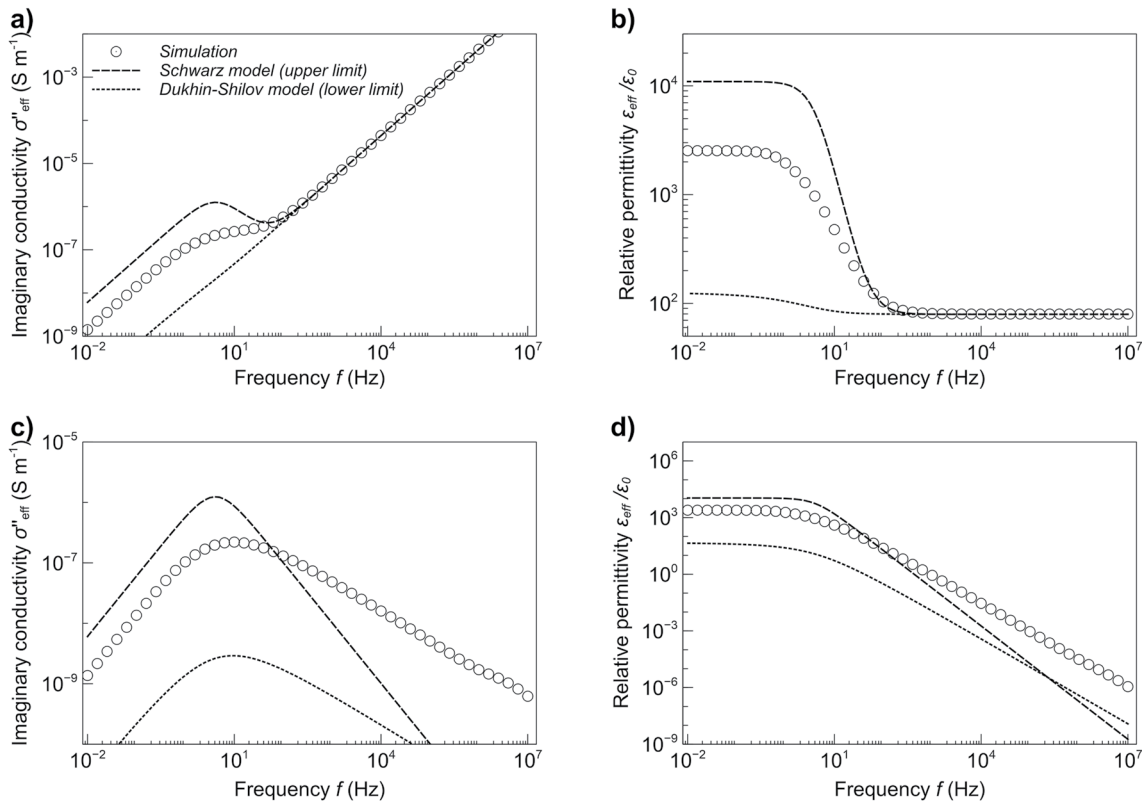 a)
Imaginary conductivity σ"eff (S m⁻¹)
10⁻³
10⁻⁵
10⁻⁷
10⁻⁹
Simulation
Schwarz model (upper limit)
Dukhin-Shilov model (lower limit)
10⁻² 10¹ 10⁴ 10⁷
Frequency f (Hz)
b)
Relative permittivity εeff /ε0
10⁴
10³
10²
10⁻² 10¹ 10⁴ 10⁷
Frequency f (Hz)
c)
Imaginary conductivity σ"eff (S m⁻¹)
10⁻⁵
10⁻⁷
10⁻⁹
10⁻² 10¹ 10⁴ 10⁷
Frequency f (Hz)
d)
Relative permittivity εeff /ε0
10⁶
10³
10⁰
10⁻³
10⁻⁶
10⁻⁹
10⁻² 10¹ 10⁴ 10⁷
Frequency f (Hz)